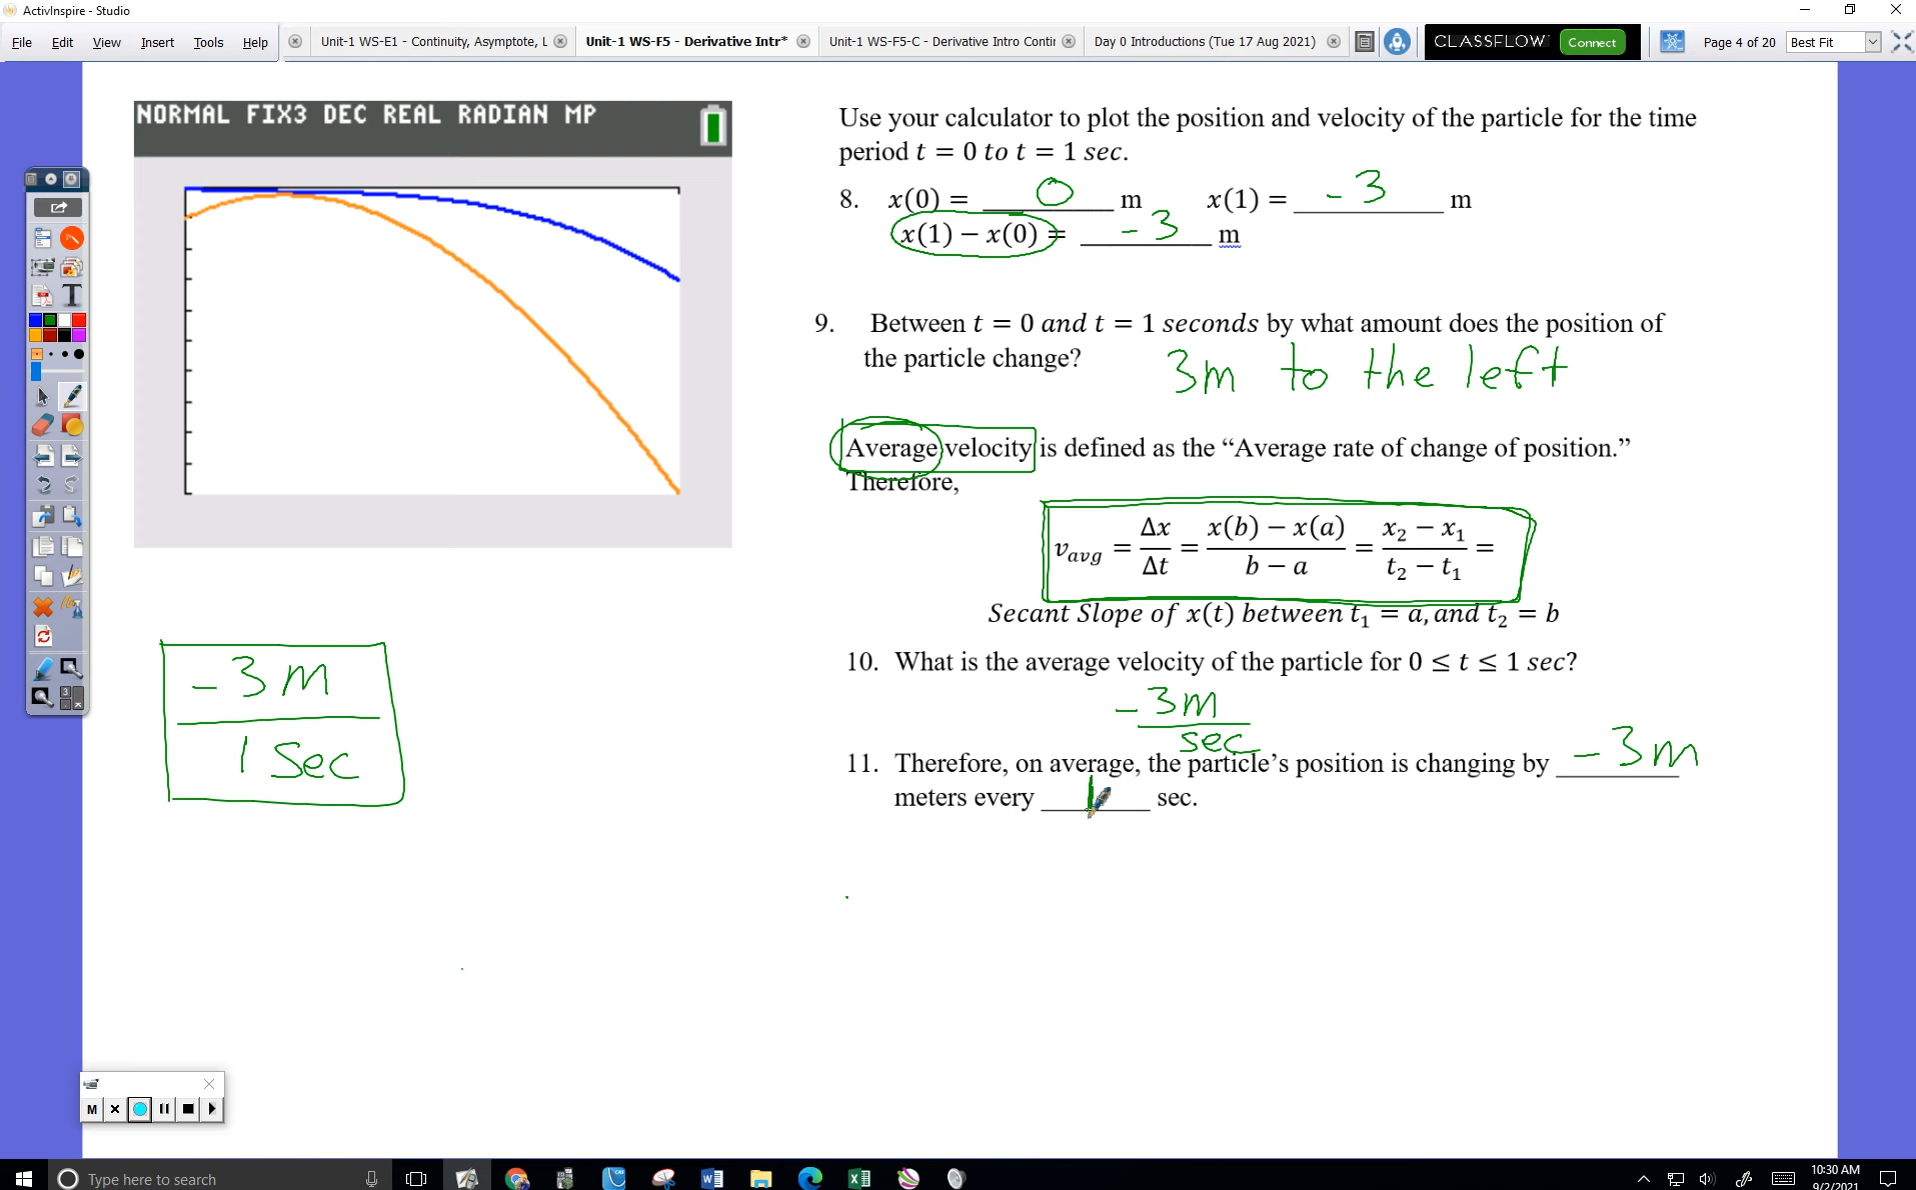 ActivInspire - Studio
File Edit View Insert Tools Help
Unit-1 WS-E1 - Continuity, Asymptote, L
Unit-1 WS-F5 - Derivative Intr*
Unit-1 WS-F5-C - Derivative Intro Contir
Day 0 Introductions (Tue 17 Aug 2021)
CLASSFLOW Connect
Page 4 of 20 Best Fit
NORMAL FIX3 DEC REAL RADIAN MP
Use your calculator to plot the position and velocity of the particle for the time
period t = 0 to t = 1 sec.
8. x(0) = 0 m x(1) = -3 m
x(1) − x(0) = -3 m
9. Between t = 0 and t = 1 seconds by what amount does the position of
the particle change? 3m to the left
Average velocity is defined as the “Average rate of change of position.”
Therefore,
v_avg = Δx/Δt = (x(b) − x(a))/(b − a) = (x₂ − x₁)/(t₂ − t₁) =
Secant Slope of x(t) between t₁ = a, and t₂ = b
10. What is the average velocity of the particle for 0 ≤ t ≤ 1 sec?
-3m
sec
11. Therefore, on average, the particle’s position is changing by -3m
meters every 1 sec.
-3m
1 sec
M
Type here to search
10:30 AM
9/2/2021